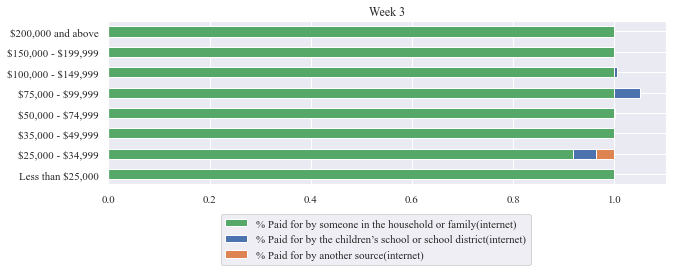 Week 3
$200,000 and above
$150,000 - $199,999
$100,000 - $149,999
$75,000 - $99,999
$50,000 - $74,999
$35,000 - $49,999
$25,000 - $34,999
Less than $25,000
0.0 0.2 0.4 0.6 0.8 1.0
% Paid for by someone in the household or family(internet)
% Paid for by the children’s school or school district(internet)
% Paid for by another source(internet)